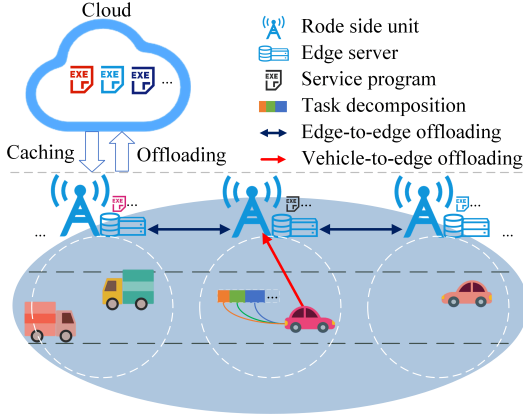 Cloud
EXE EXE EXE ...
Rode side unit
Edge server
EXE Service program
Task decomposition
Edge-to-edge offloading
Vehicle-to-edge offloading
Caching
Offloading
EXE ... EXE ... EXE ...
... ...
...